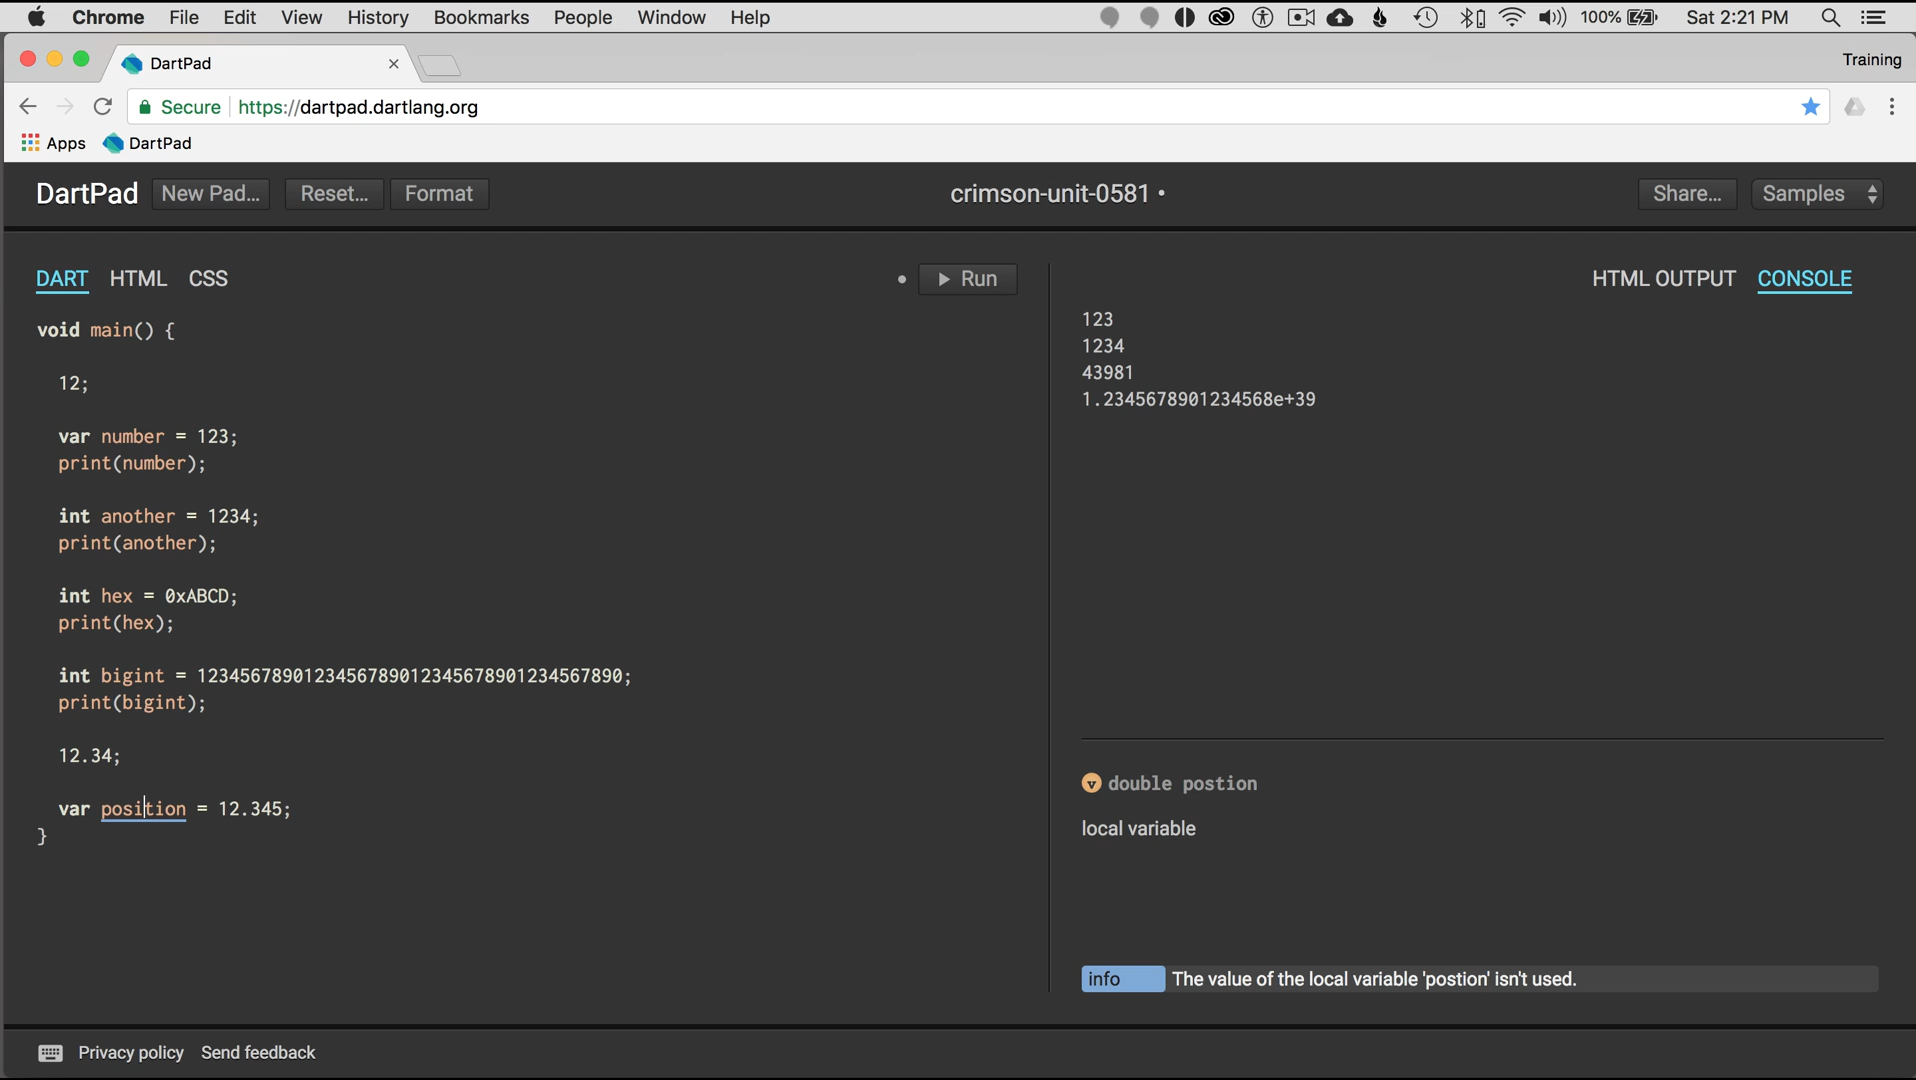 Chrome File Edit View History Bookmarks People Window Help 100% Sat 2:21 PM
DartPad × Training
Secure https://dartpad.dartlang.org
Apps DartPad
DartPad New Pad... Reset... Format crimson-unit-0581 • Share... Samples
DART HTML CSS • Run HTML OUTPUT CONSOLE
void main() {
12;
var number = 123;
print(number);
int another = 1234;
print(another);
int hex = 0xABCD;
print(hex);
int bigint = 1234567890123456789012345678901234567890;
print(bigint);
12.34;
var position = 12.345;
}
123
1234
43981
1.2345678901234568e+39
v double postion
local variable
info The value of the local variable 'postion' isn't used.
Privacy policy Send feedback